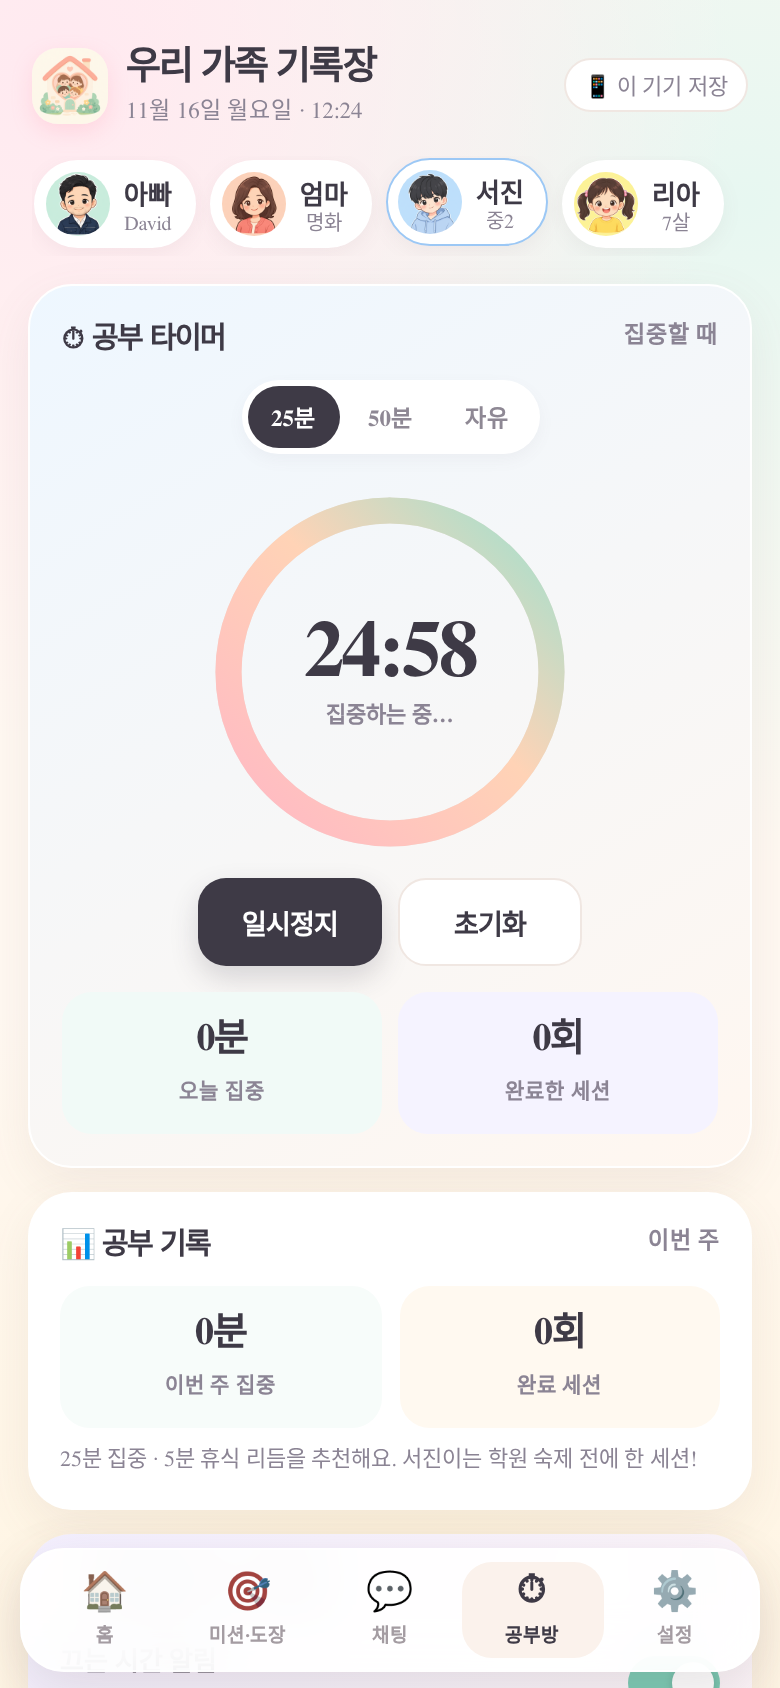 우리 가족 기록장
11월 16일 월요일 · 12:24
이 기기 저장
아빠
David
엄마
명화
서진
중2
리아
7살
공부 타이머
집중할 때
25분
50분
자유
24:58
집중하는 중...
일시정지
초기화
0분
오늘 집중
0회
완료한 세션
공부 기록
이번 주
0분
이번 주 집중
0회
완료 세션
25분 집중 · 5분 휴식 리듬을 추천해요. 서진이는 학원 숙제 전에 한 세션!
끄는 시간 알림
홈
미션·도장
채팅
공부방
설정